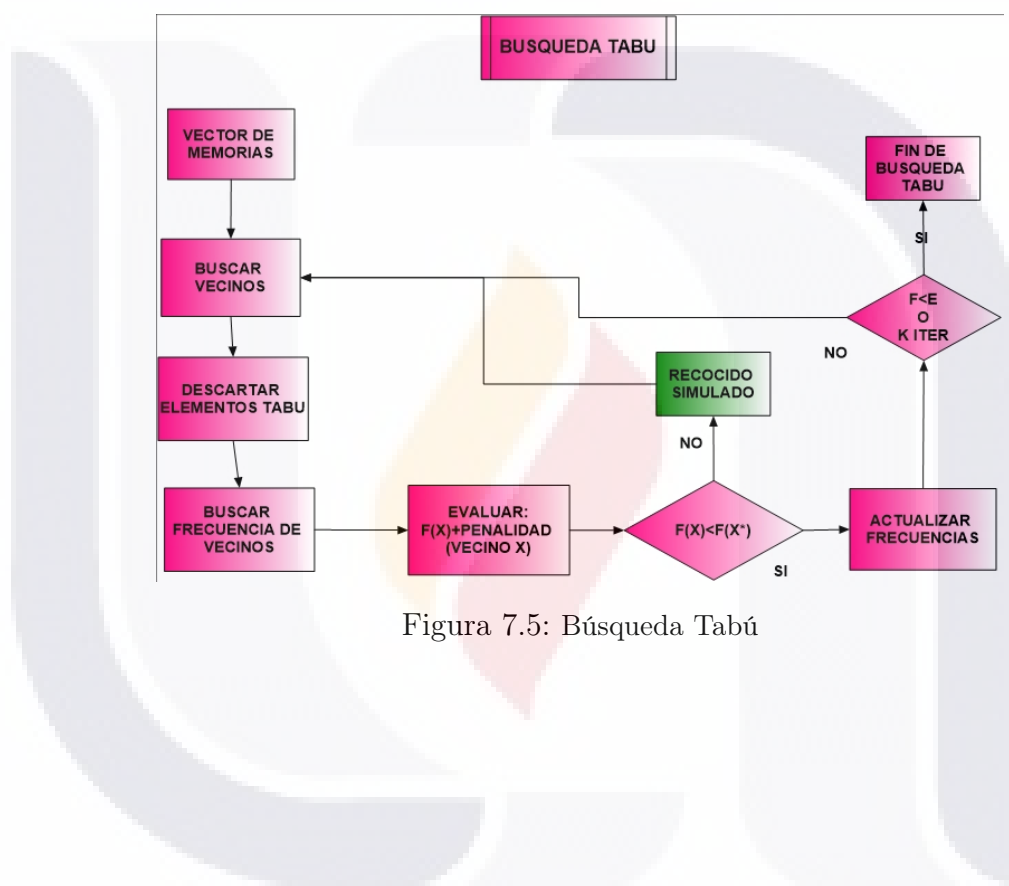 BUSQUEDA TABU
VECTOR DE
MEMORIAS
BUSCAR
VECINOS
DESCARTAR
ELEMENTOS TABU
BUSCAR
FRECUENCIA DE
VECINOS
EVALUAR:
F(X)+PENALIDAD
(VECINO X)
F(X)<F(X*)
NO
RECOCIDO
SIMULADO
SI
ACTUALIZAR
FRECUENCIAS
F<E
O
K ITER
NO
SI
FIN DE
BUSQUEDA
TABU
Figura 7.5: Búsqueda Tabú